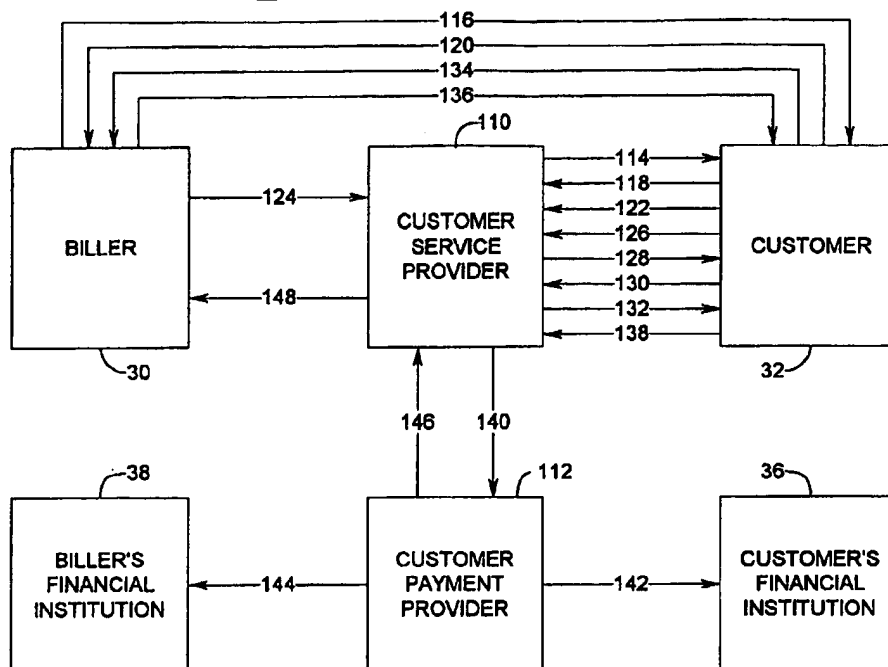 116
120
134
136
110
114
118
124
122
BILLER
CUSTOMER
SERVICE
PROVIDER
126
CUSTOMER
128
148
130
132
138
30
32
146
140
38
112
36
BILLER'S
FINANCIAL
INSTITUTION
144
CUSTOMER
PAYMENT
PROVIDER
142
CUSTOMER'S
FINANCIAL
INSTITUTION